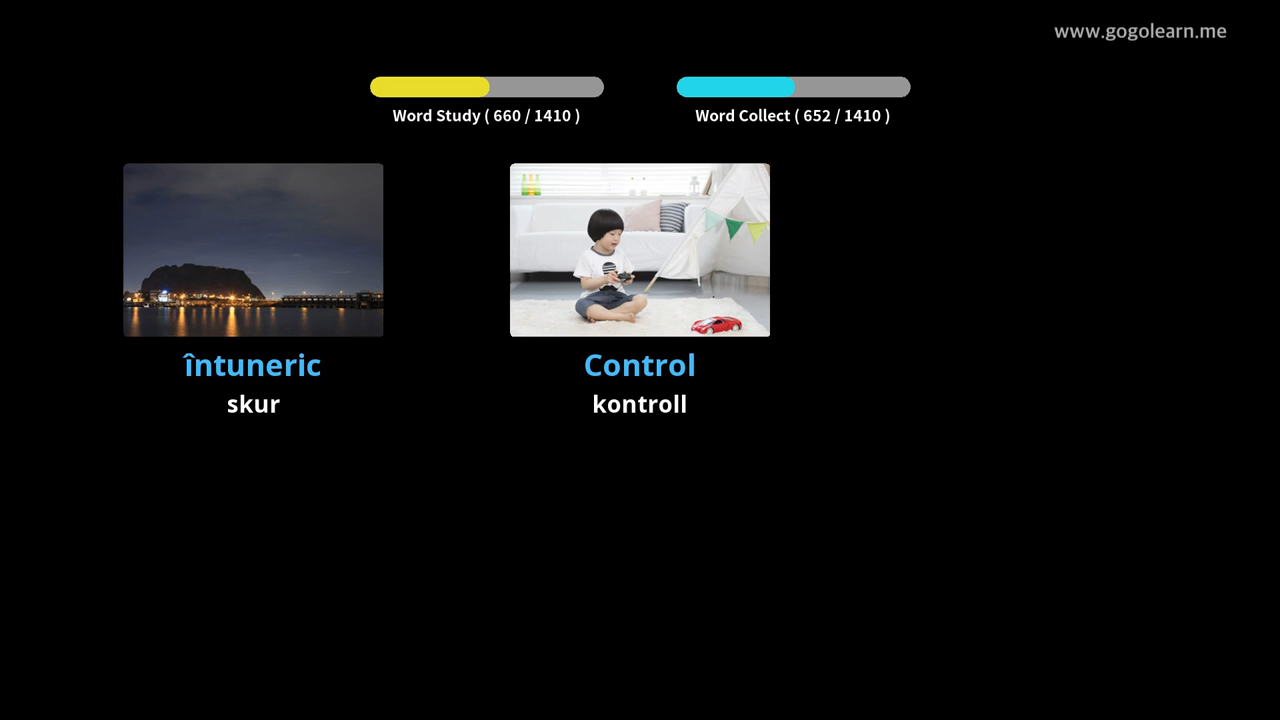 www.gogolearn.me
Word Study ( 660 / 1410 )
Word Collect ( 652 / 1410 )
întuneric
skur
Control
kontroll